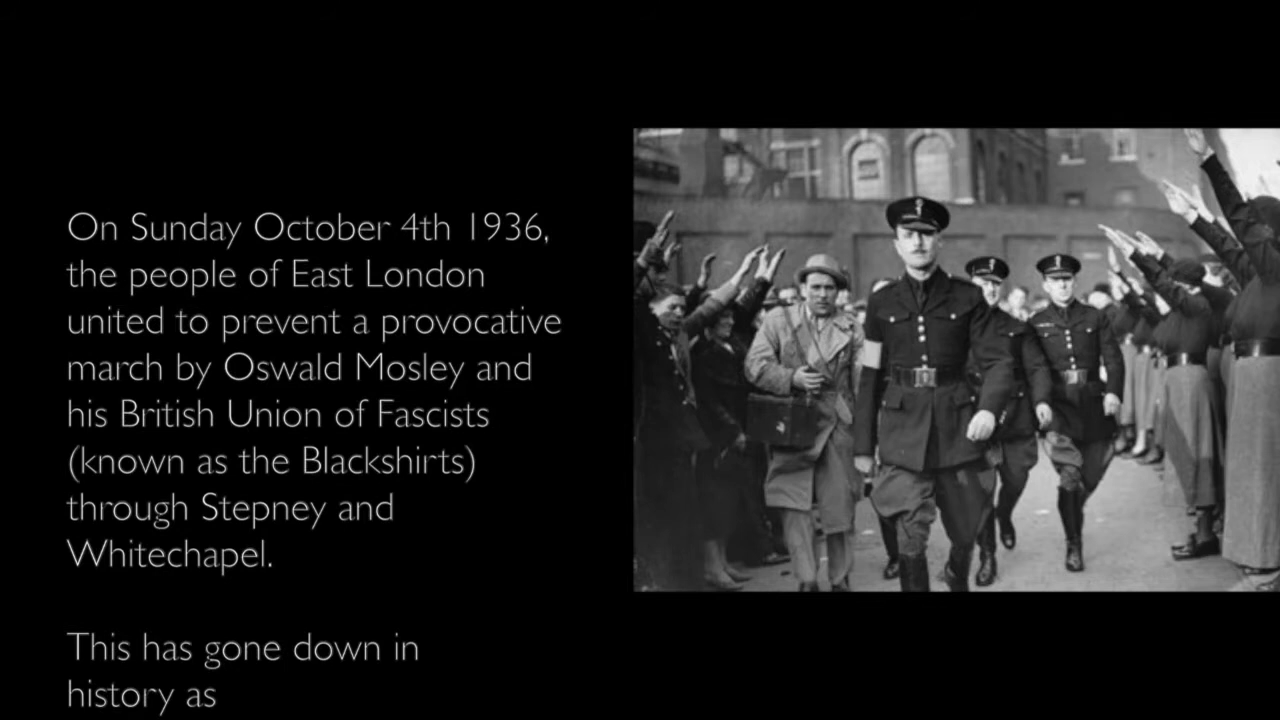 On Sunday October 4th 1936,
the people of East London
united to prevent a provocative
march by Oswald Mosley and
his British Union of Fascists
(known as the Blackshirts)
through Stepney and
Whitechapel.
This has gone down in
history as